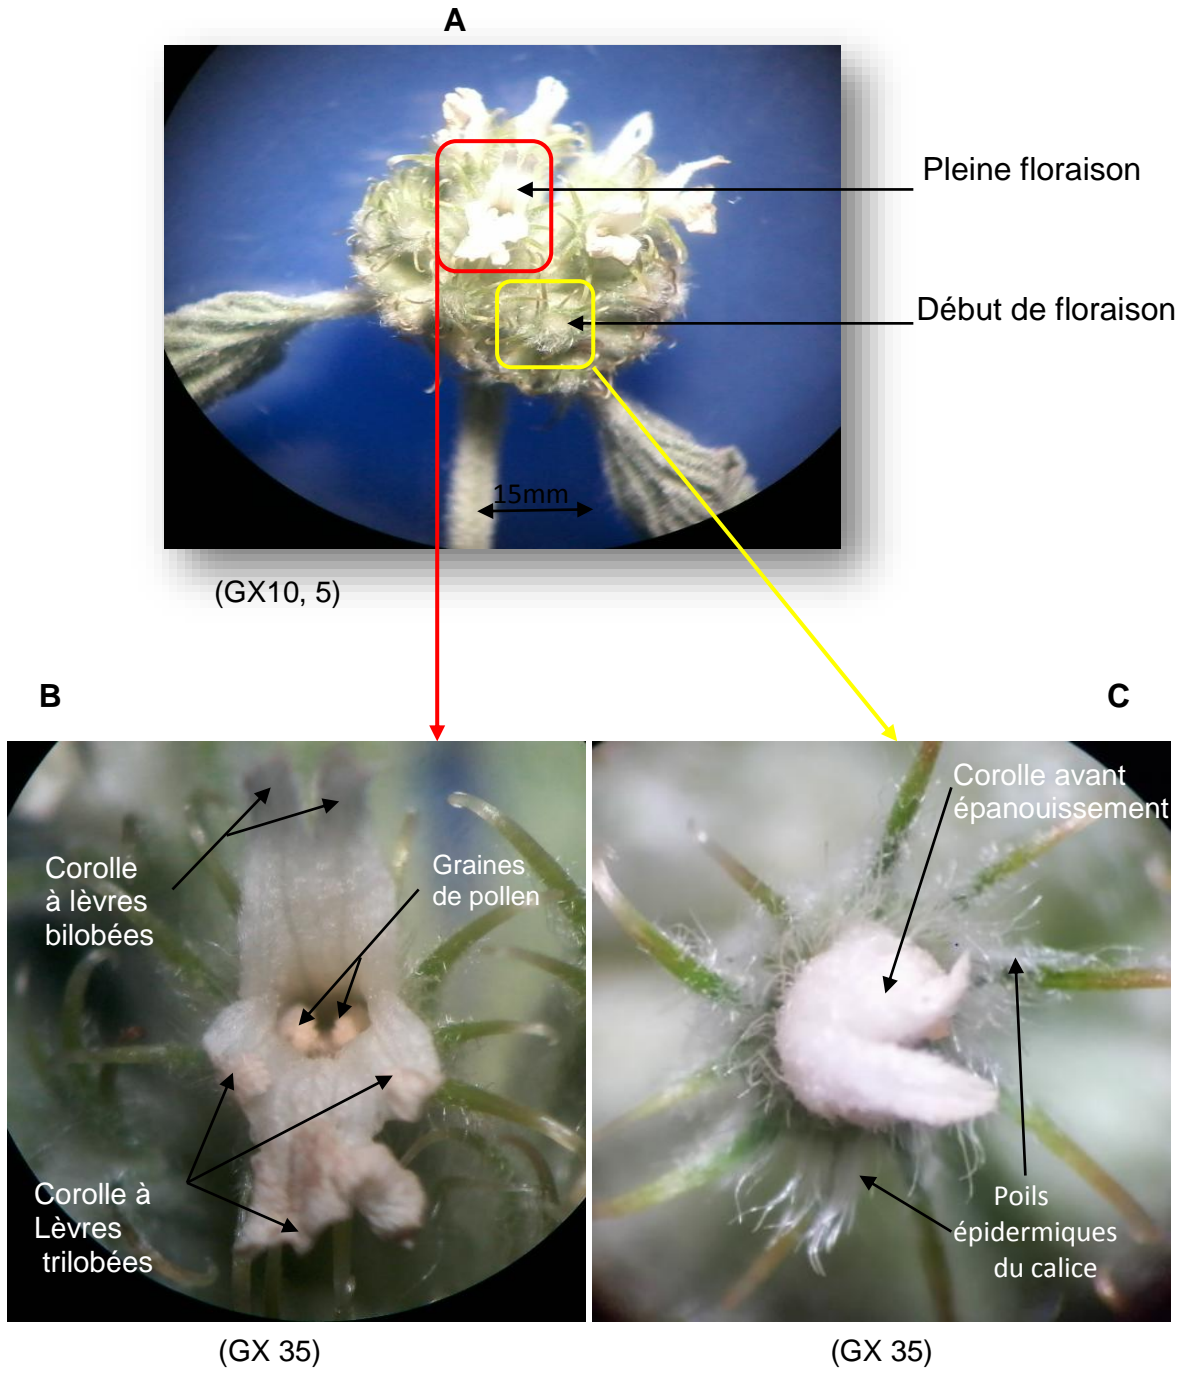 A
Pleine floraison
Début de floraison
15mm
(GX10, 5)
B
C
Corolle
à lèvres
bilobées
Graines
de pollen
Corolle à
Lèvres
trilobées
Corolle avant
épanouissement
Poils
épidermiques
du calice
(GX 35)
(GX 35)